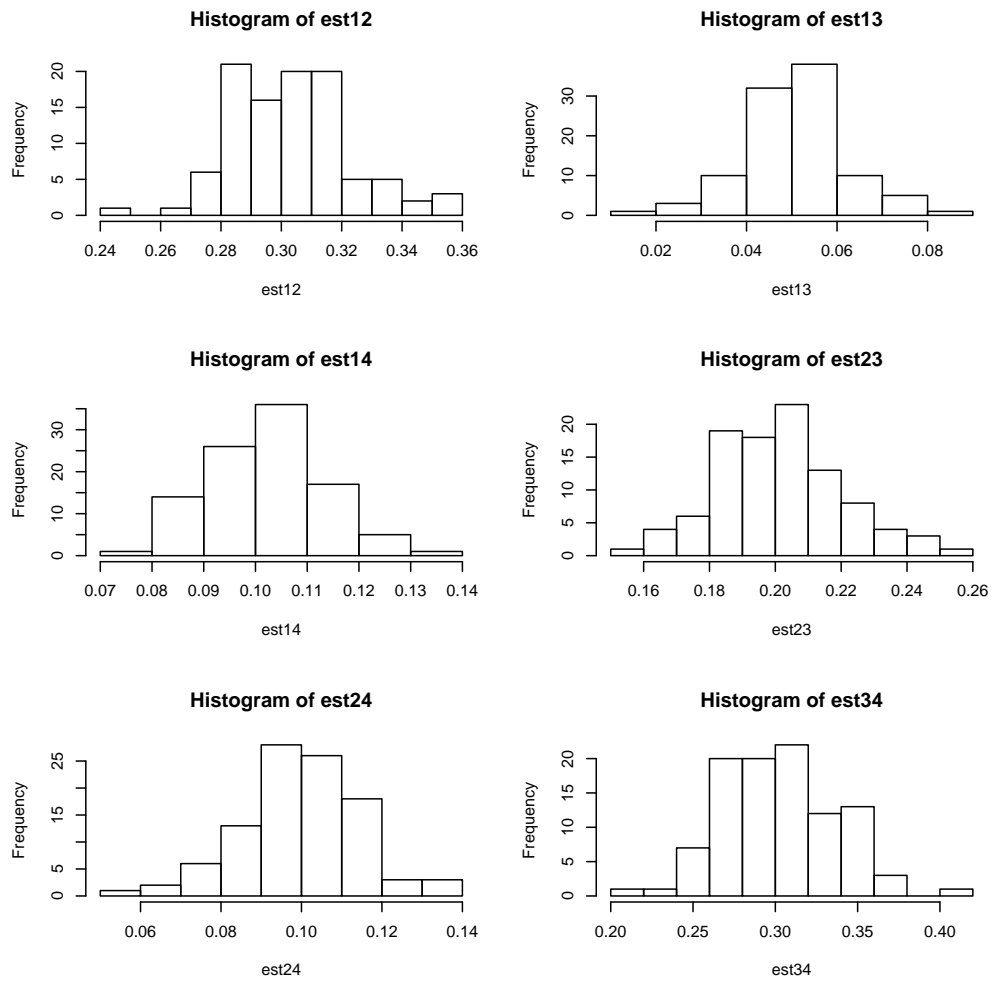 Histogram of est12
Frequency
0 5 10 15 20
0.24 0.26 0.28 0.30 0.32 0.34 0.36
est12
Histogram of est13
Frequency
0 10 20 30
0.02 0.04 0.06 0.08
est13
Histogram of est14
Frequency
0 10 20 30
0.07 0.08 0.09 0.10 0.11 0.12 0.13 0.14
est14
Histogram of est23
Frequency
0 5 10 15 20
0.16 0.18 0.20 0.22 0.24 0.26
est23
Histogram of est24
Frequency
0 5 15 25
0.06 0.08 0.10 0.12 0.14
est24
Histogram of est34
Frequency
0 5 10 15 20
0.20 0.25 0.30 0.35 0.40
est34